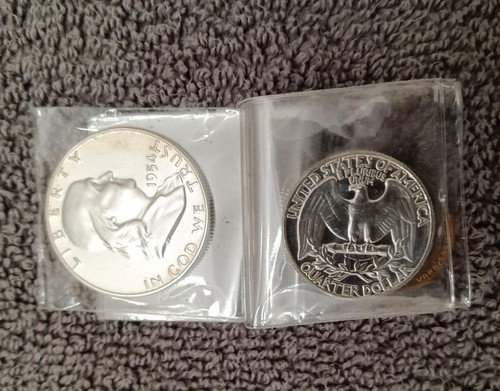 LIBERTY
IN GOD WE TRUST
1954
UNITED STATES OF AMERICA
E PLURIBUS
UNUM
QUARTER DOLLAR